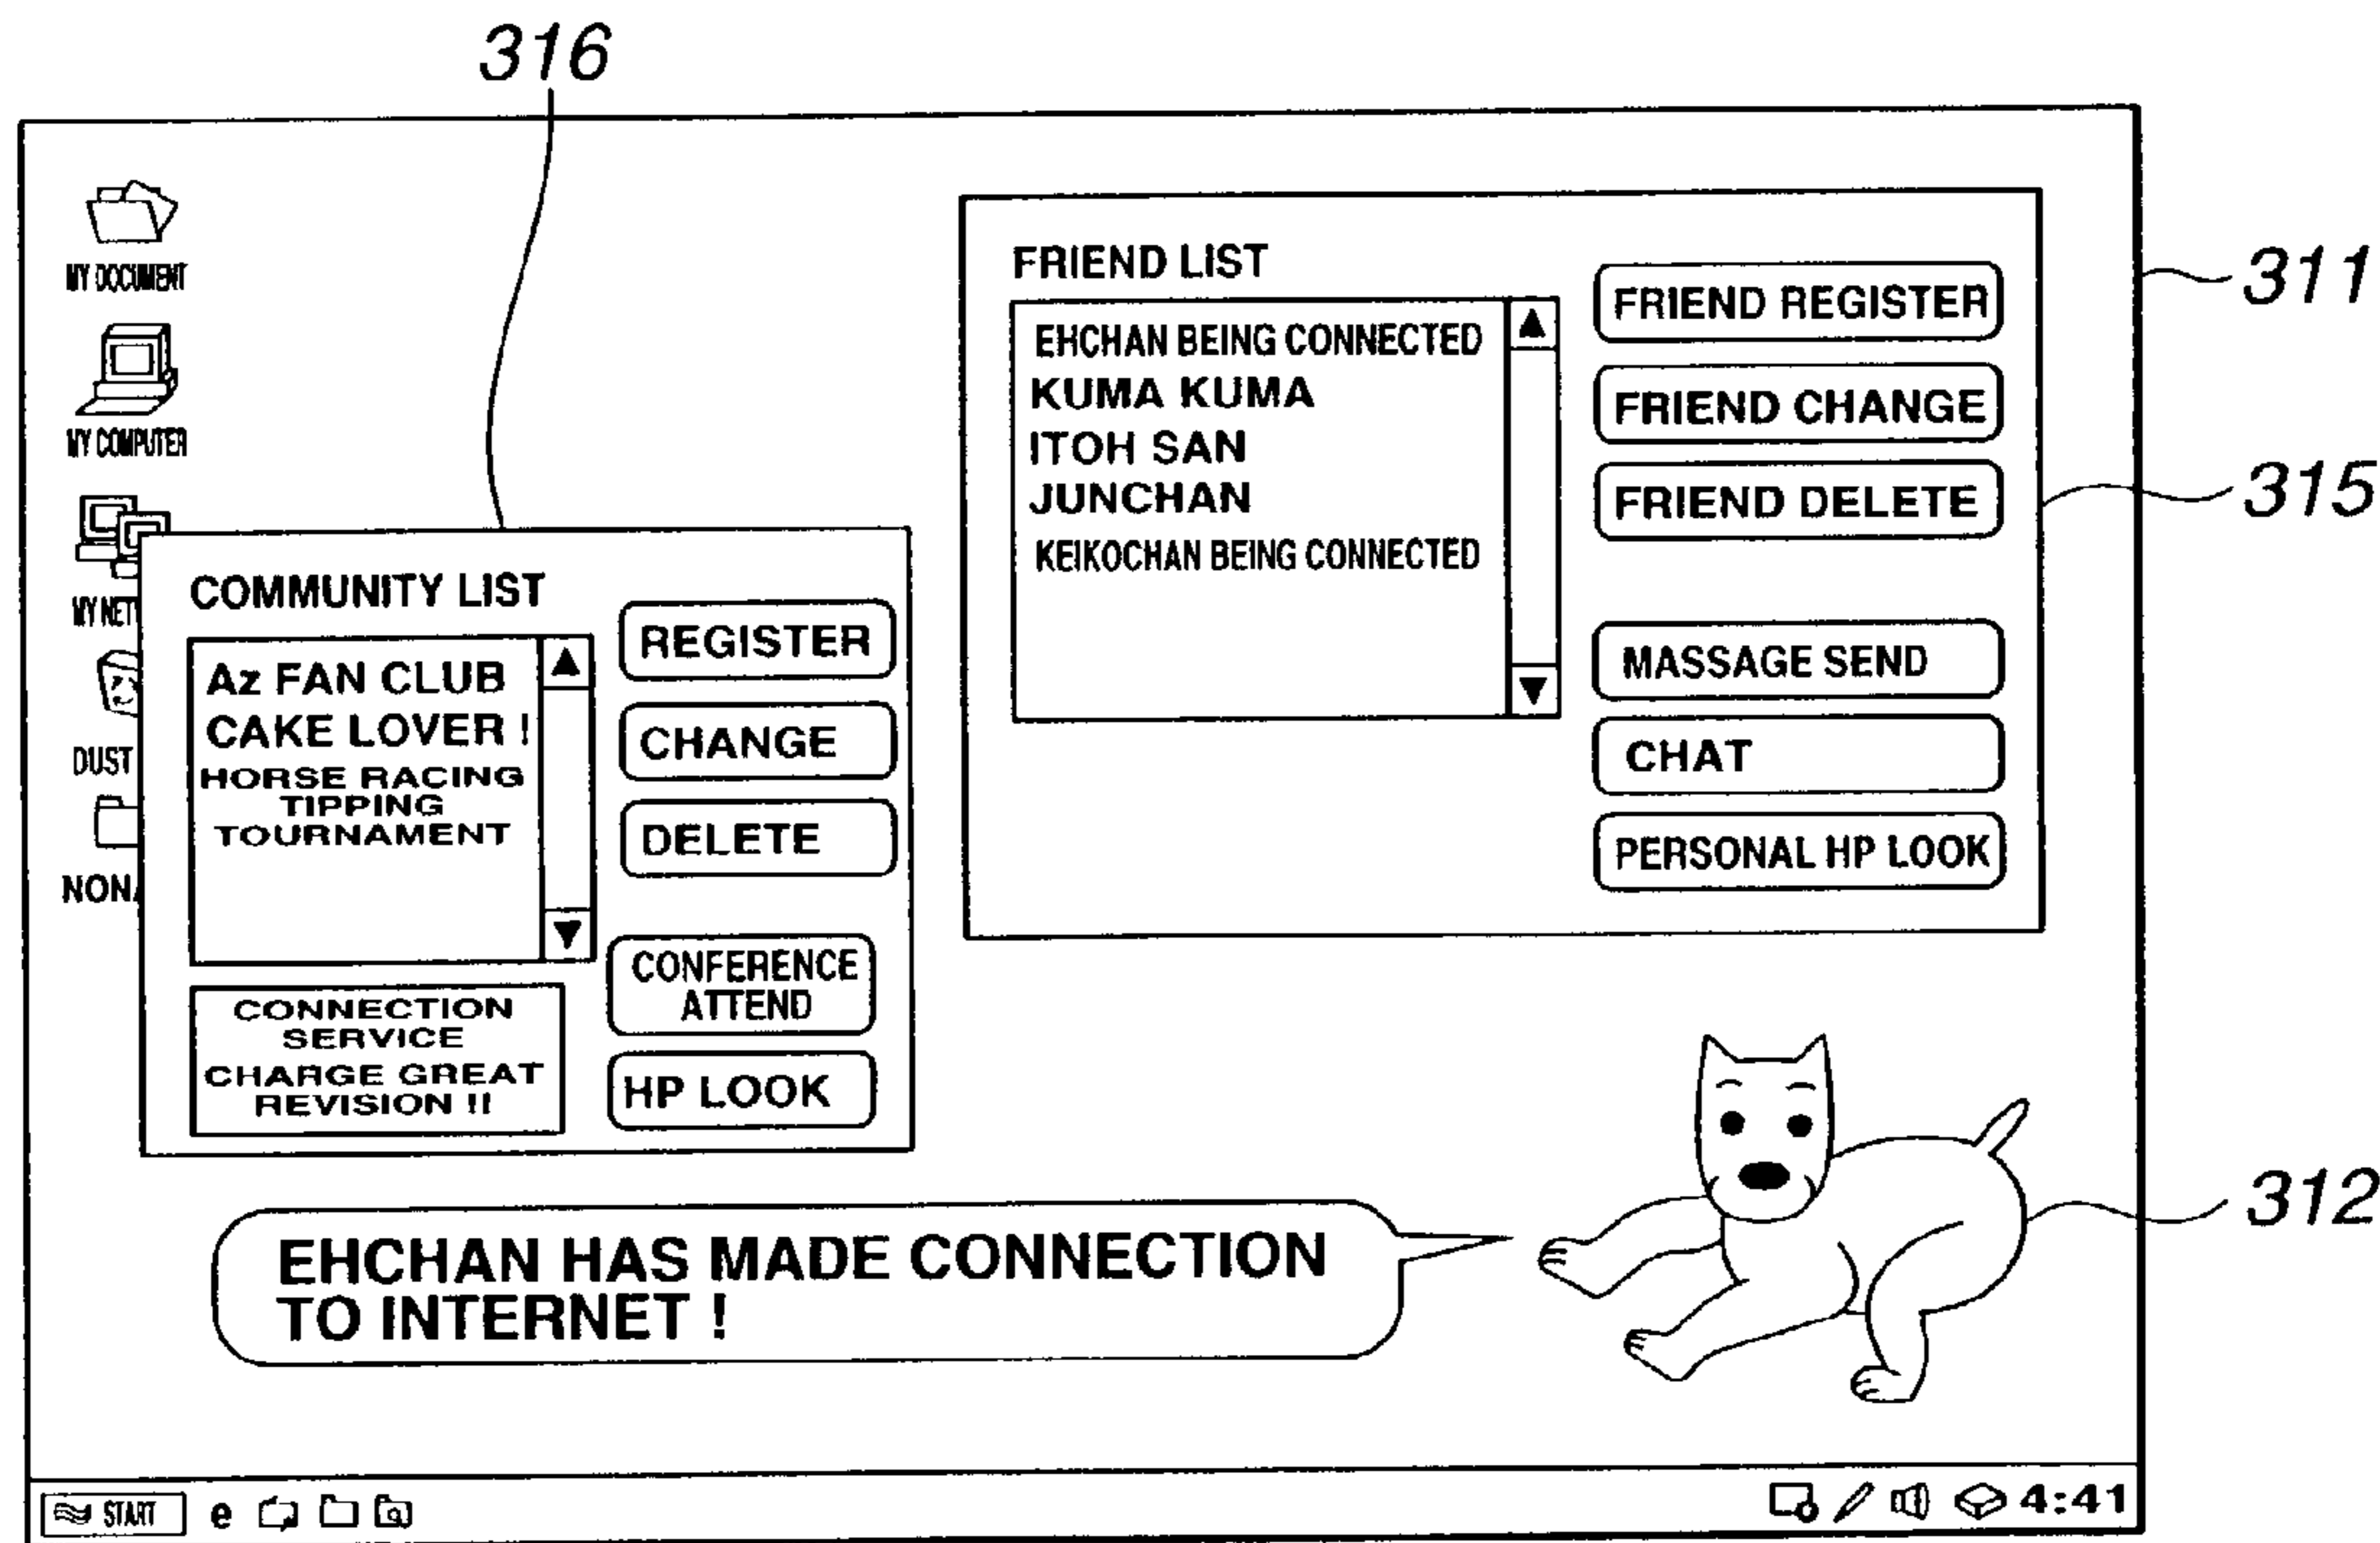 316
MY DOCUMENT
MY COMPUTER
MY NET
DUST
NON
COMMUNITY LIST
Az FAN CLUB
CAKE LOVER !
HORSE RACING
TIPPING
TOURNAMENT
REGISTER
CHANGE
DELETE
CONFERENCE
ATTEND
HP LOOK
CONNECTION
SERVICE
CHARGE GREAT
REVISION !!
FRIEND LIST
EHCHAN BEING CONNECTED
KUMA KUMA
ITOH SAN
JUNCHAN
KEIKOCHAN BEING CONNECTED
FRIEND REGISTER
FRIEND CHANGE
FRIEND DELETE
MASSAGE SEND
CHAT
PERSONAL HP LOOK
311
315
312
EHCHAN HAS MADE CONNECTION
TO INTERNET !
START
e
4:41